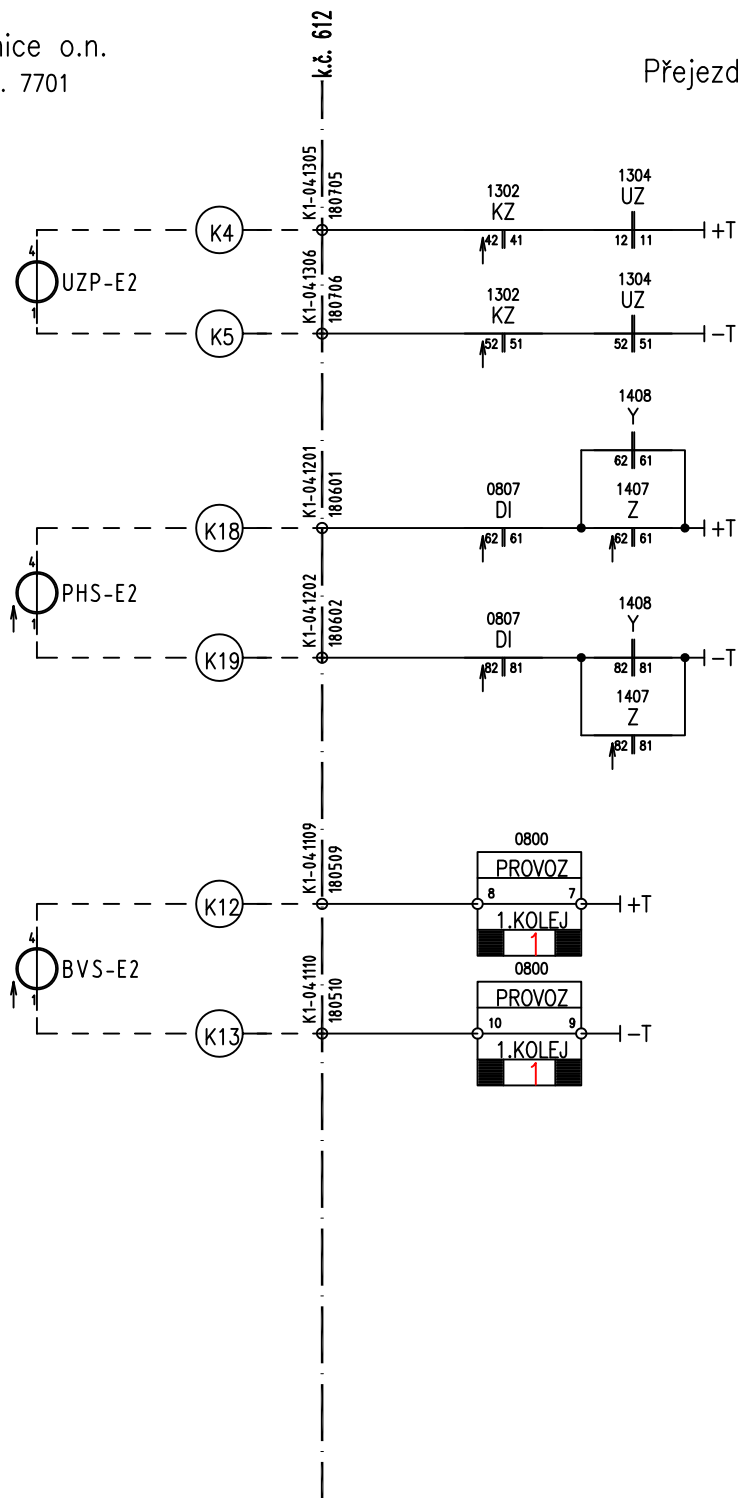 k.č. 612
nice o.n.
. 7701
Přejezd
K1-041305
180705
1302
KZ
42 41
1304
UZ
12 11
+T
K4
4
UZP-E2
1
K1-041306
180706
1302
KZ
52 51
1304
UZ
52 51
-T
K5
1408
Y
62 61
K1-041201
180601
0807
DI
62 61
1407
Z
62 61
+T
K18
4
PHS-E2
1
K1-041202
180602
0807
DI
82 81
1408
Y
82 81
-T
K19
1407
Z
82 81
K1-041109
180509
0800
PROVOZ
8 7
+T
1.KOLEJ
1
K12
4
BVS-E2
1
K1-041110
180510
0800
PROVOZ
10 9
-T
1.KOLEJ
1
K13